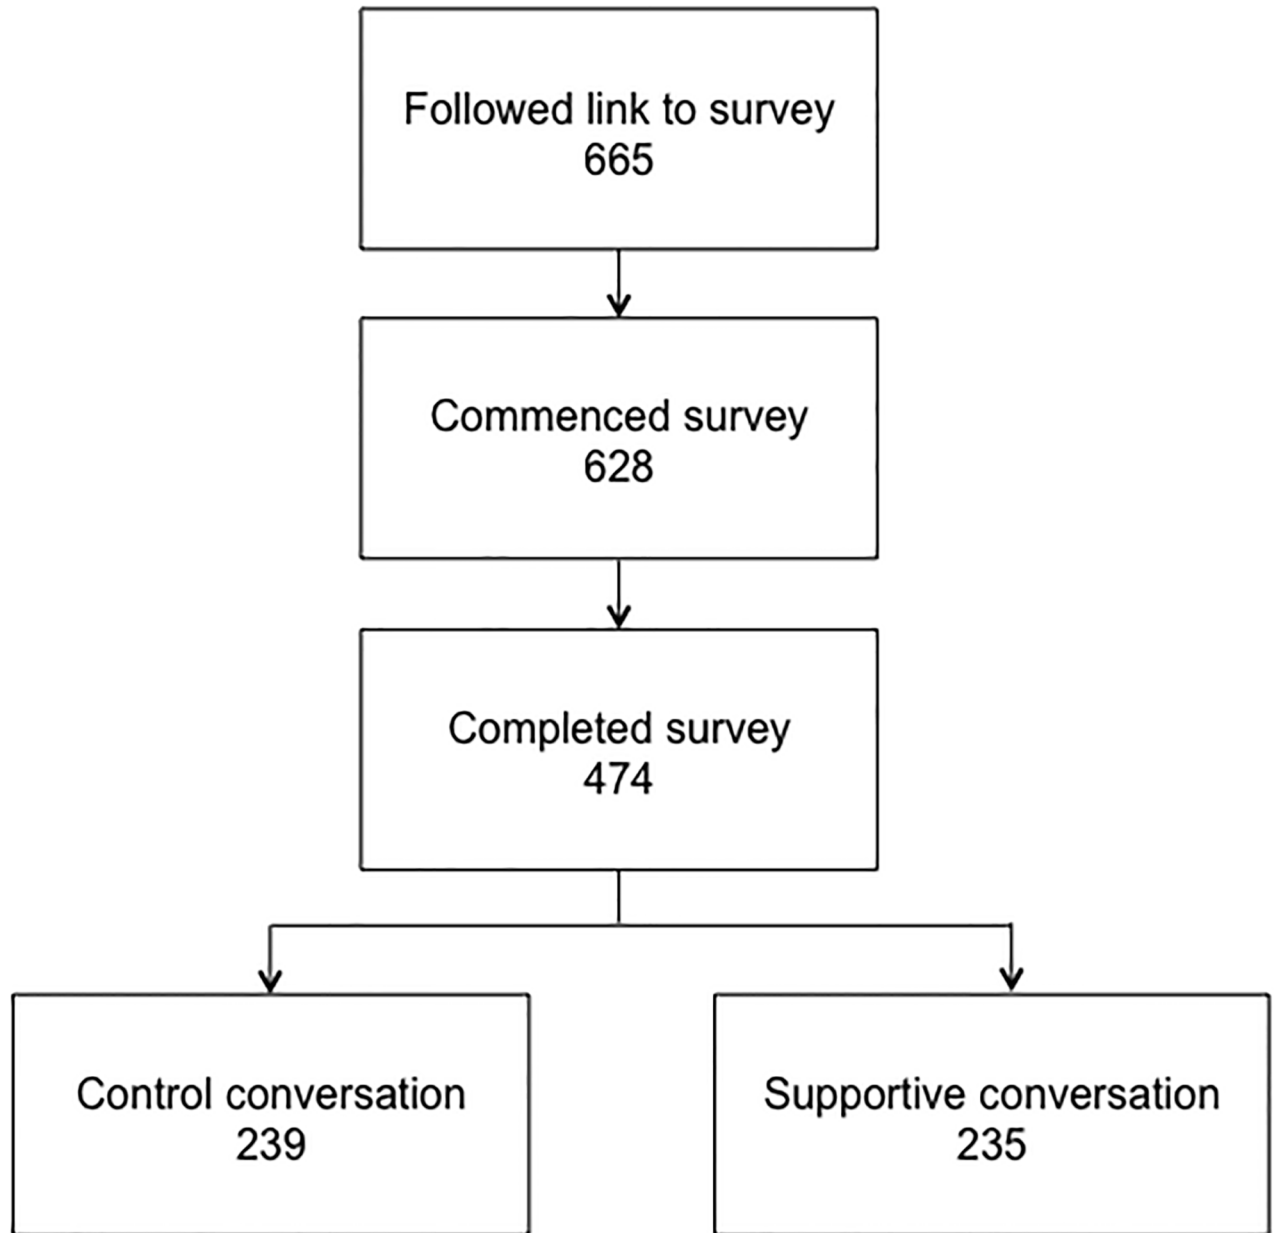 Followed link to survey
665
Commenced survey
628
Completed survey
474
Control conversation
239
Supportive conversation
235